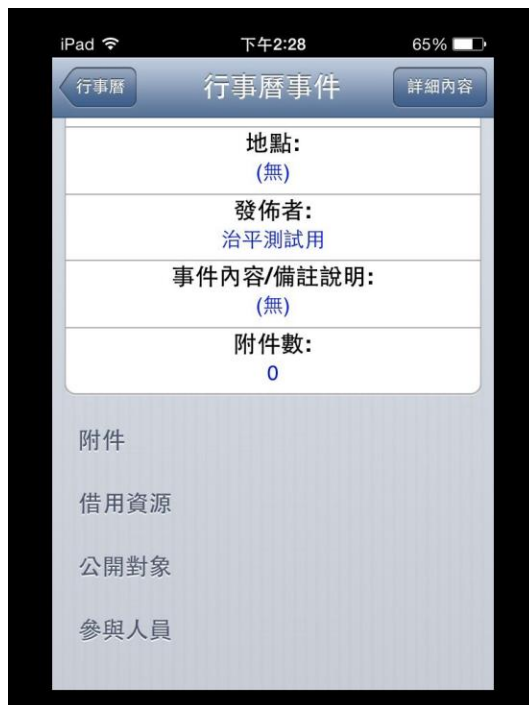 iPad 下午2:28 65%
行事曆 行事曆事件 詳細內容
地點:
(無)
發佈者:
治平測試用
事件內容/備註說明:
(無)
附件數:
0
附件
借用資源
公開對象
參與人員